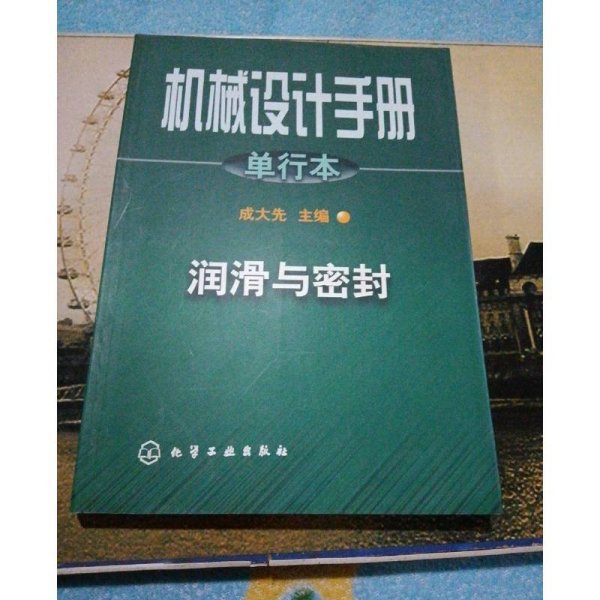 机械设计手册
单行本
成大先 主编
润滑与密封
化学工业出版社